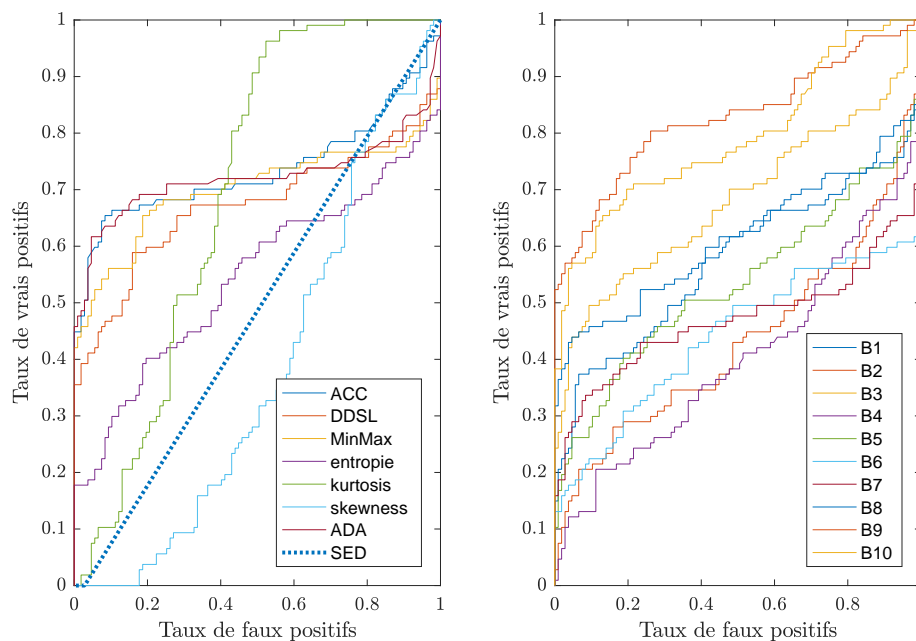 1
0.9
0.8
0.7
0.6
0.5
0.4
0.3
0.2
0.1
0
Taux de vrais positifs
0
0.2
0.4
0.6
0.8
1
Taux de faux positifs
ACC
DDSL
MinMax
entropie
kurtosis
skewness
ADA
SED
1
0.9
0.8
0.7
0.6
0.5
0.4
0.3
0.2
0.1
0
Taux de vrais positifs
0
0.2
0.4
0.6
0.8
Taux de faux positifs
B1
B2
B3
B4
B5
B6
B7
B8
B9
B10